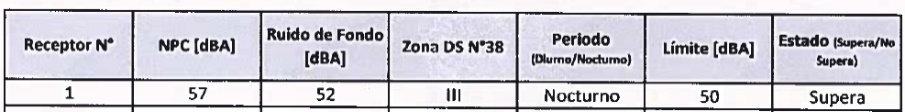 Receptor N° NPC [dBA] Ruido de Fondo [dBA] Zona DS N°38 Periodo (Diurno/Nocturno) Límite [dBA] Estado (Supera/No Supera)
1 57 52 III Nocturno 50 Supera